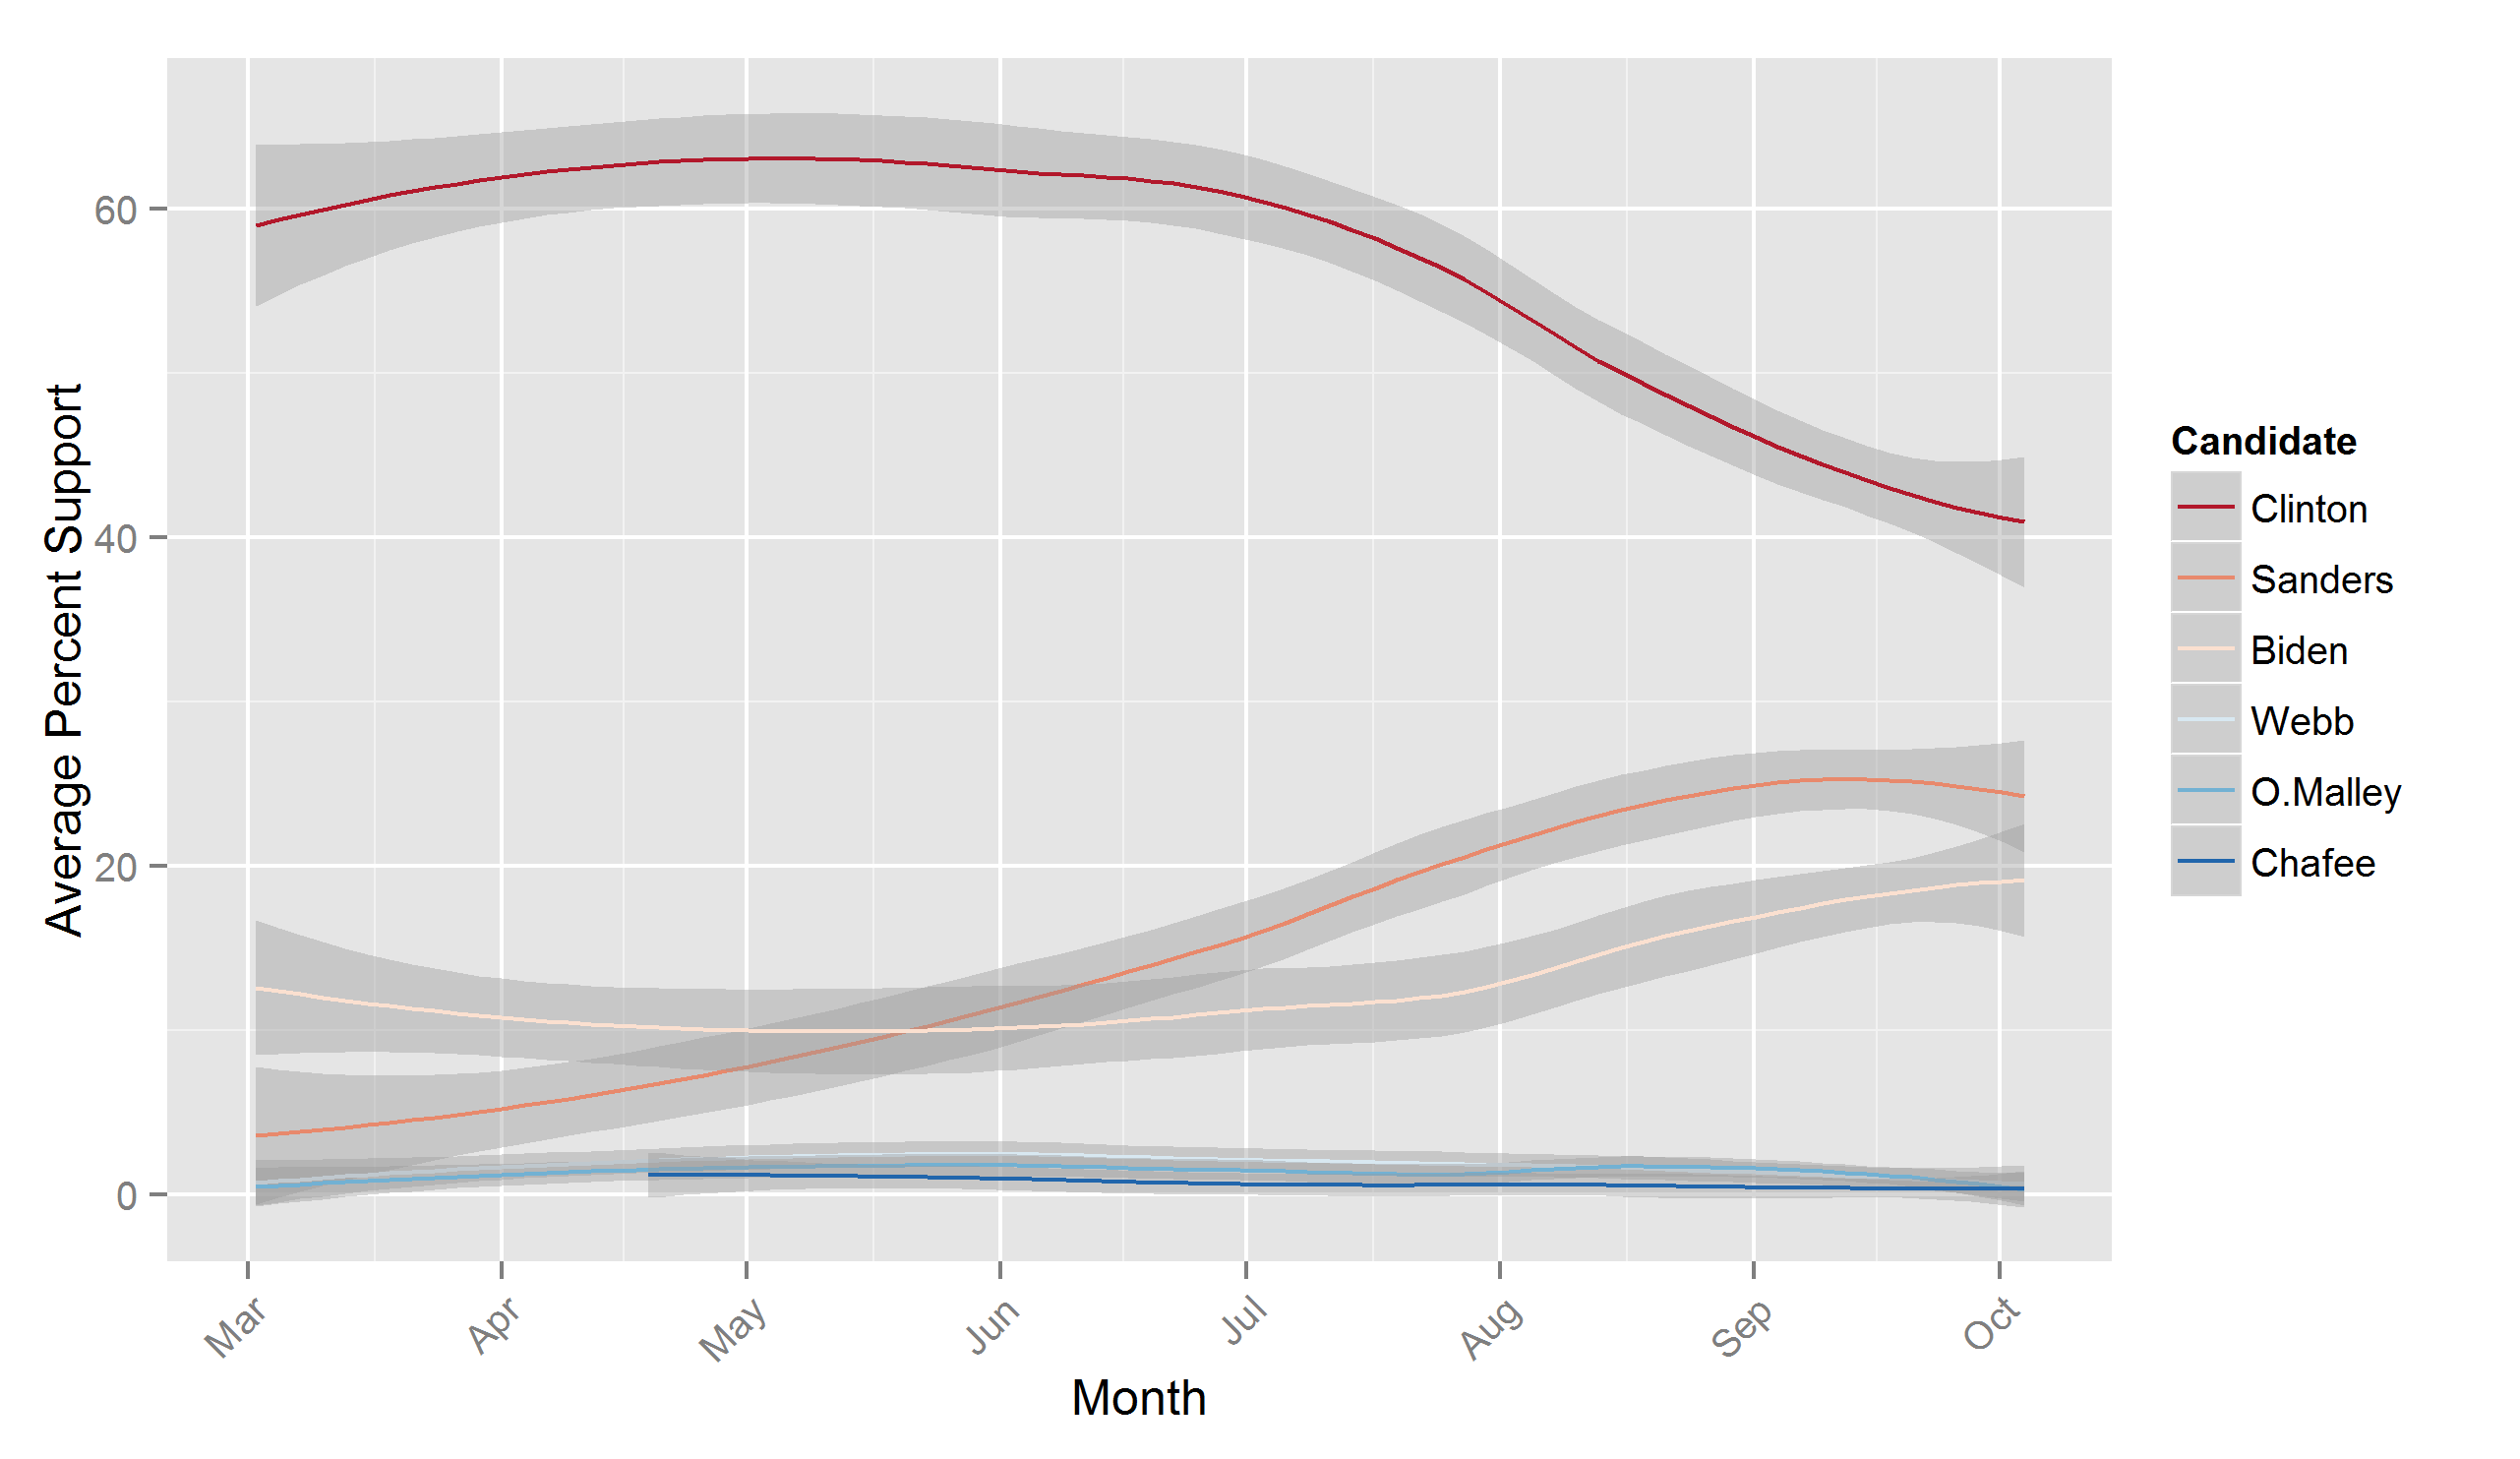 Average Percent Support
60
40
20
0
Mar
Apr
May
Jun
Jul
Aug
Sep
Oct
Month
Candidate
Clinton
Sanders
Biden
Webb
O.Malley
Chafee